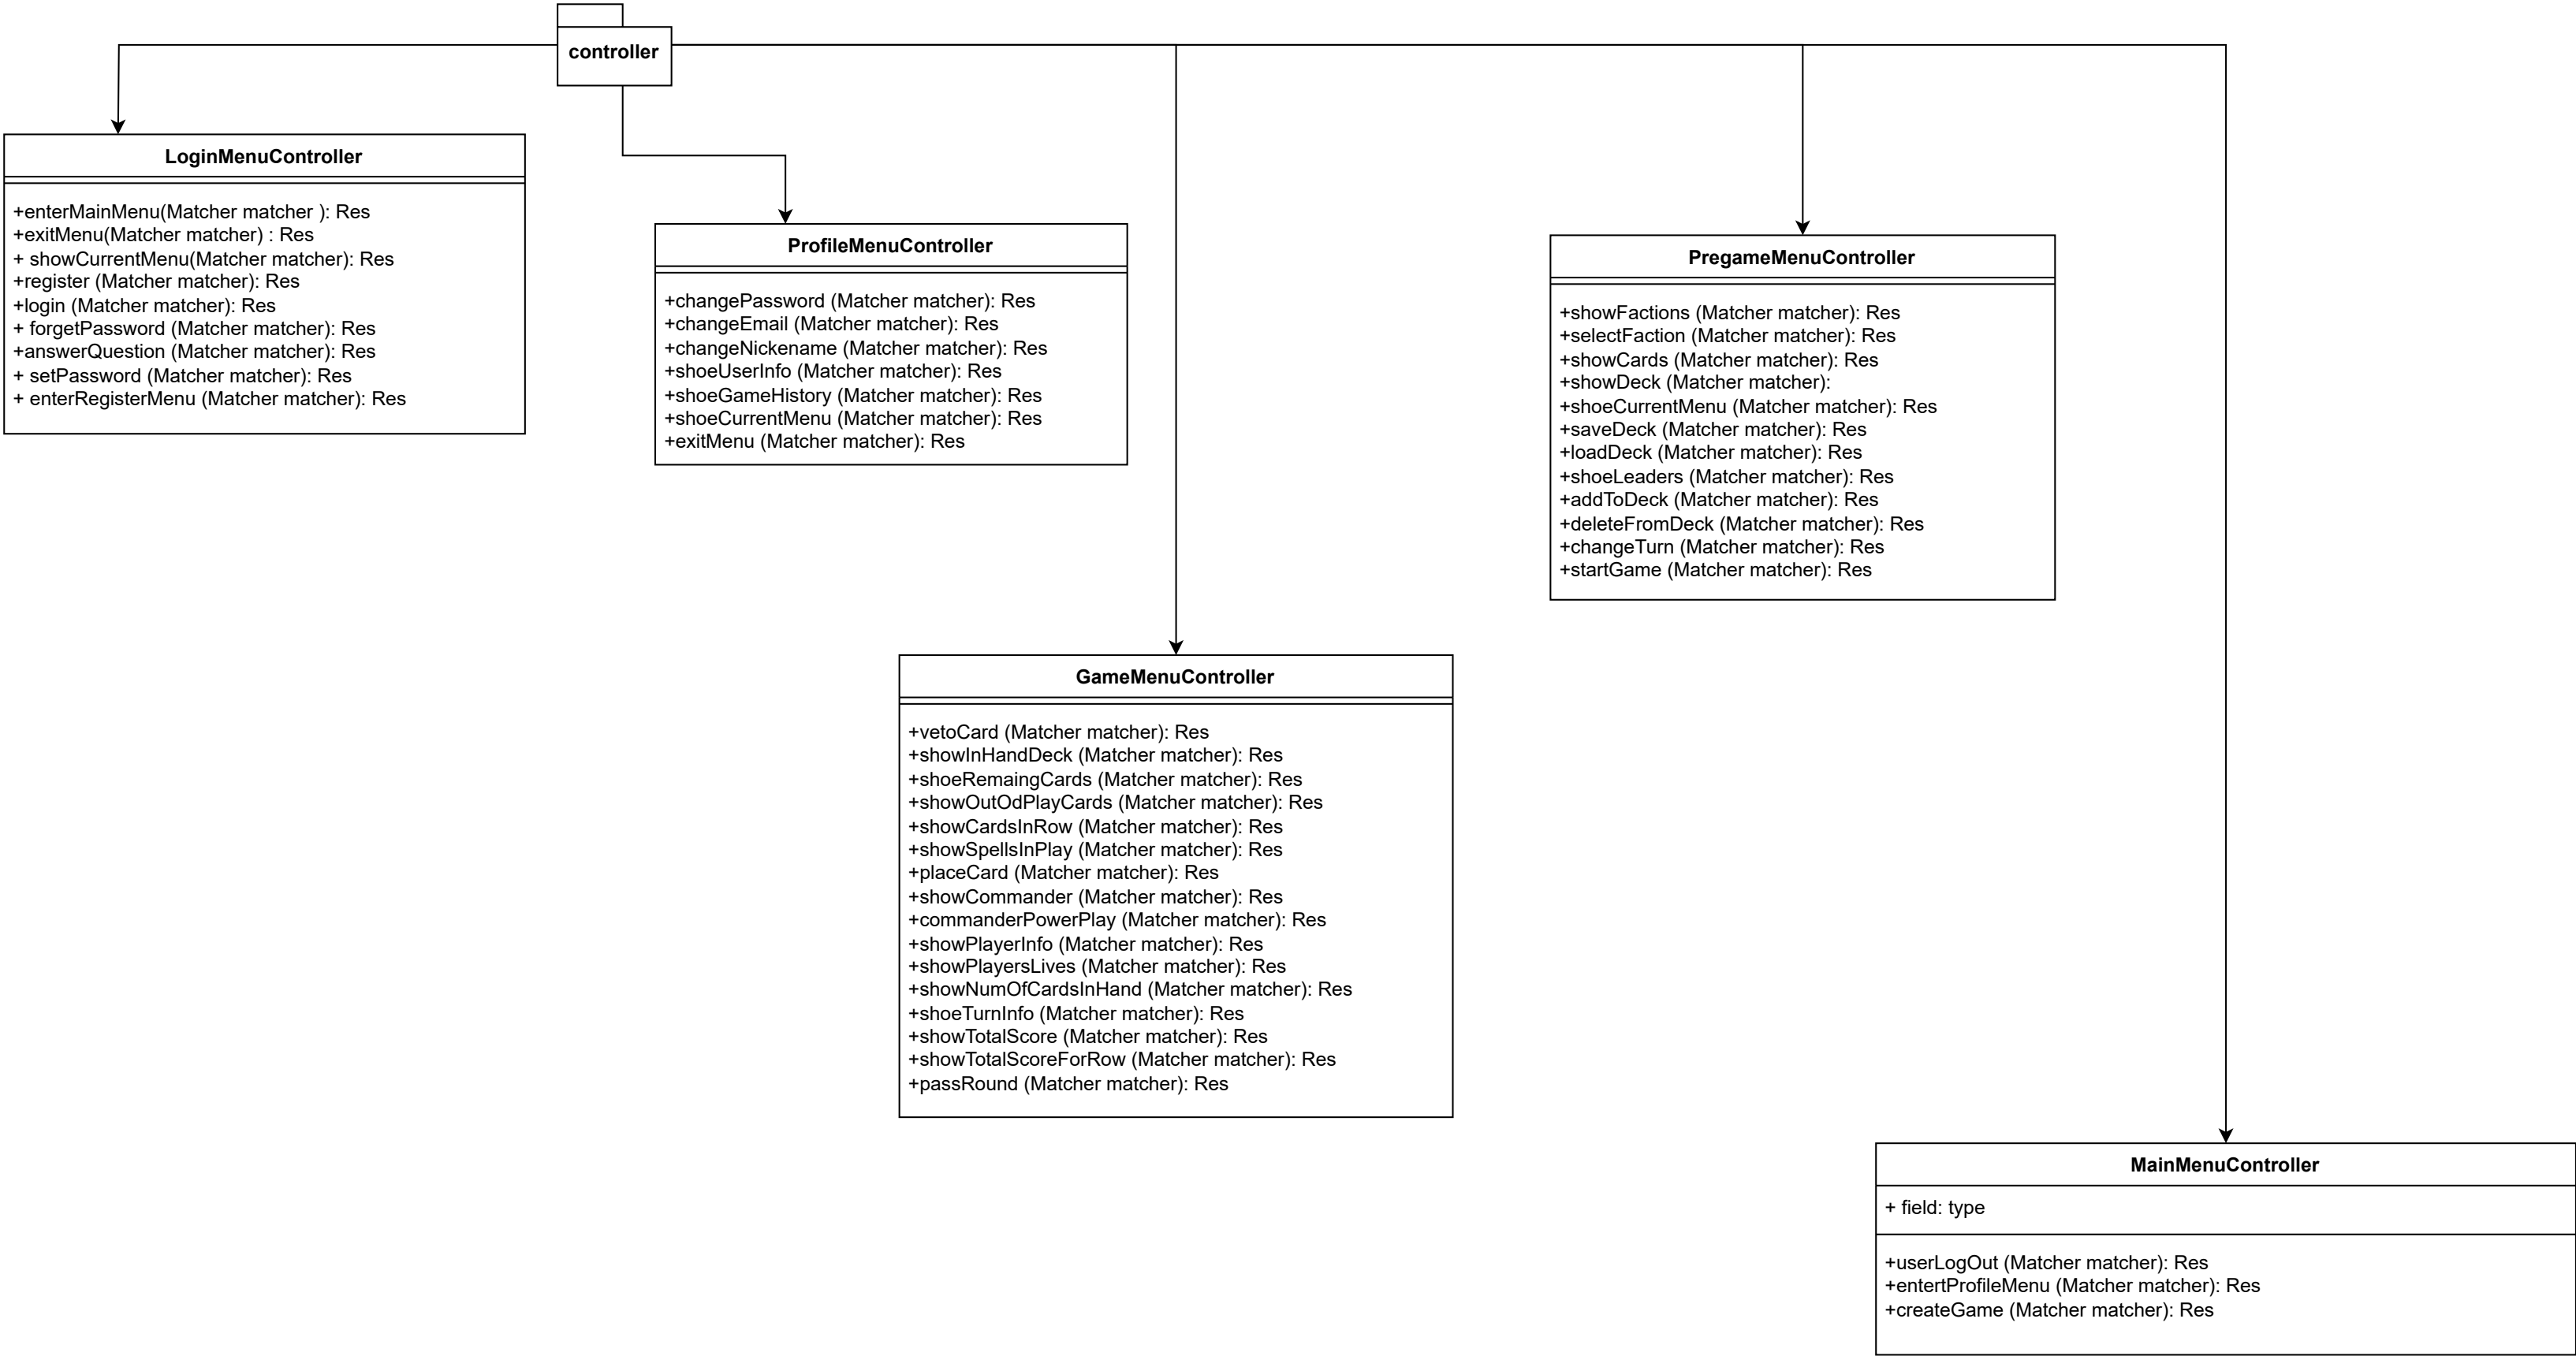 controller
LoginMenuController
+enterMainMenu(Matcher matcher ): Res
+exitMenu(Matcher matcher) : Res
+ showCurrentMenu(Matcher matcher): Res
+register (Matcher matcher): Res
+login (Matcher matcher): Res
+ forgetPassword (Matcher matcher): Res
+answerQuestion (Matcher matcher): Res
+ setPassword (Matcher matcher): Res
+ enterRegisterMenu (Matcher matcher): Res
ProfileMenuController
+changePassword (Matcher matcher): Res
+changeEmail (Matcher matcher): Res
+changeNickename (Matcher matcher): Res
+shoeUserInfo (Matcher matcher): Res
+shoeGameHistory (Matcher matcher): Res
+shoeCurrentMenu (Matcher matcher): Res
+exitMenu (Matcher matcher): Res
PregameMenuController
+showFactions (Matcher matcher): Res
+selectFaction (Matcher matcher): Res
+showCards (Matcher matcher): Res
+showDeck (Matcher matcher):
+shoeCurrentMenu (Matcher matcher): Res
+saveDeck (Matcher matcher): Res
+loadDeck (Matcher matcher): Res
+shoeLeaders (Matcher matcher): Res
+addToDeck (Matcher matcher): Res
+deleteFromDeck (Matcher matcher): Res
+changeTurn (Matcher matcher): Res
+startGame (Matcher matcher): Res
GameMenuController
+vetoCard (Matcher matcher): Res
+showInHandDeck (Matcher matcher): Res
+shoeRemaingCards (Matcher matcher): Res
+showOutOdPlayCards (Matcher matcher): Res
+showCardsInRow (Matcher matcher): Res
+showSpellsInPlay (Matcher matcher): Res
+placeCard (Matcher matcher): Res
+showCommander (Matcher matcher): Res
+commanderPowerPlay (Matcher matcher): Res
+showPlayerInfo (Matcher matcher): Res
+showPlayersLives (Matcher matcher): Res
+showNumOfCardsInHand (Matcher matcher): Res
+shoeTurnInfo (Matcher matcher): Res
+showTotalScore (Matcher matcher): Res
+showTotalScoreForRow (Matcher matcher): Res
+passRound (Matcher matcher): Res
MainMenuController
+ field: type
+userLogOut (Matcher matcher): Res
+entertProfileMenu (Matcher matcher): Res
+createGame (Matcher matcher): Res